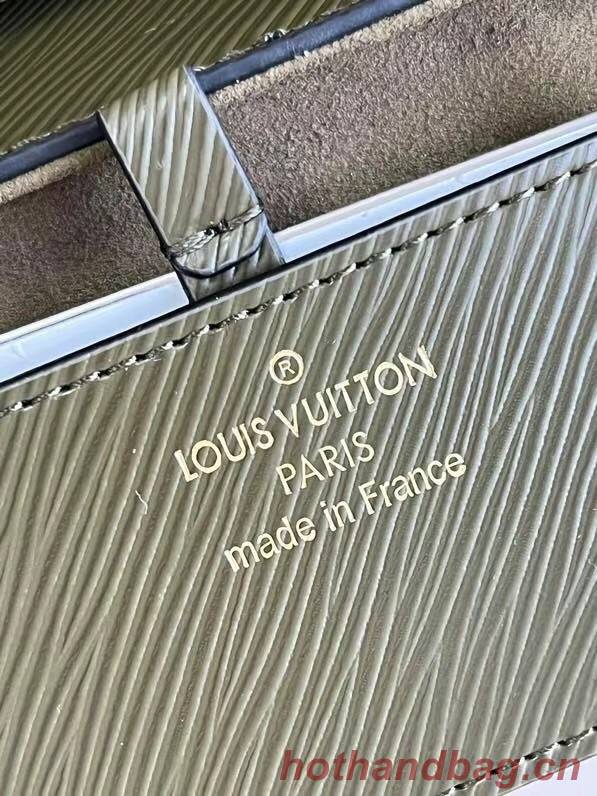 ®
LOUIS VUITTON
PARIS
made in France
hothandbag.cn